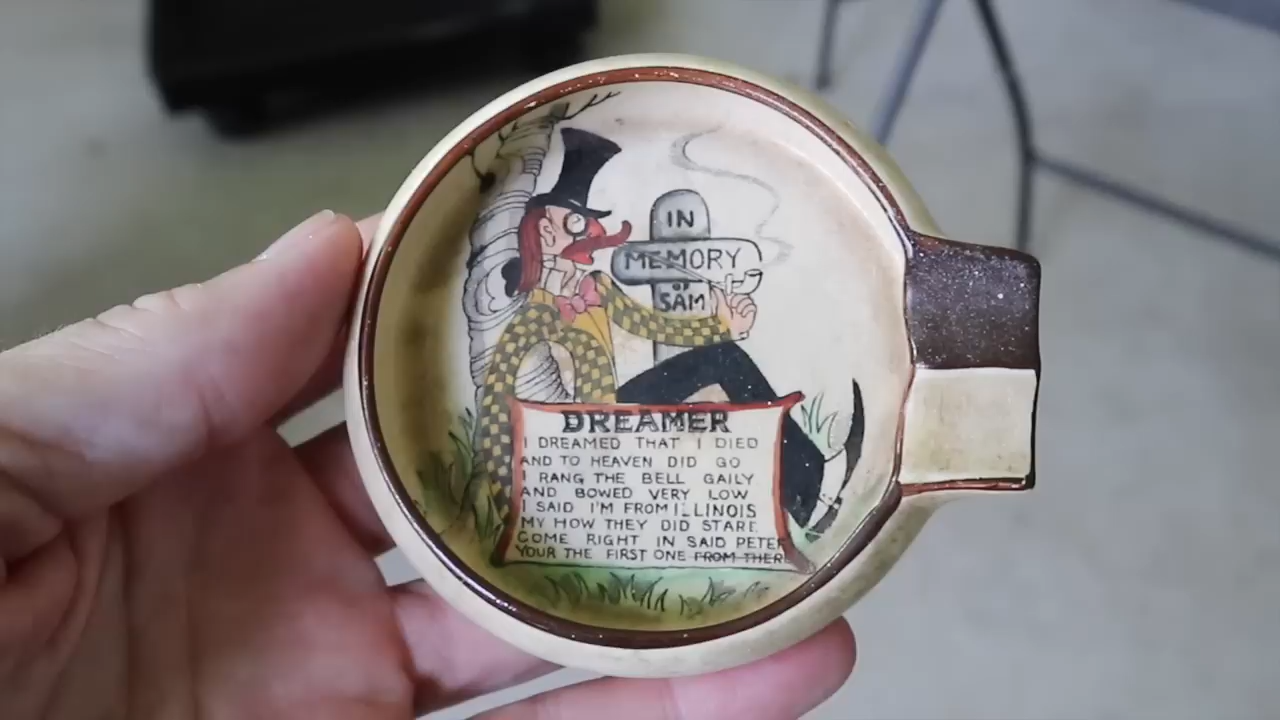 IN
MEMORY
OF
SAM
DREAMER
I DREAMED THAT I DIED
AND TO HEAVEN DID GO
I RANG THE BELL GAILY
AND BOWED VERY LOW
I SAID I'M FROM ILLINOIS
MY HOW THEY DID STARE
COME RIGHT IN SAID PETER
YOUR THE FIRST ONE FROM THERE